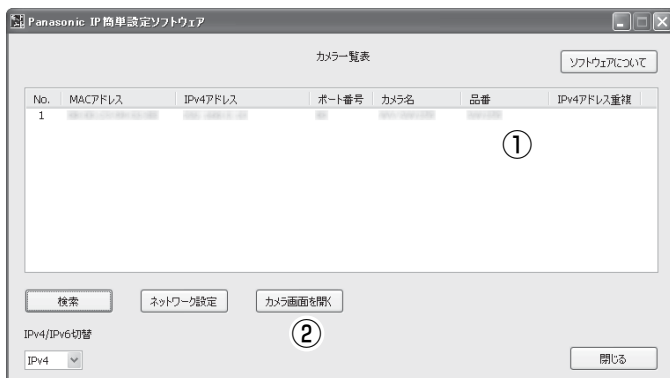 Panasonic IP簡単設定ソフトウェア
カメラ一覧表
ソフトウェアについて
No. MACアドレス IPv4アドレス ポート番号 カメラ名 品番 IPv4アドレス重複
1
①
検索 ネットワーク設定 カメラ画面を開く
②
IPv4/IPv6切替
IPv4
閉じる